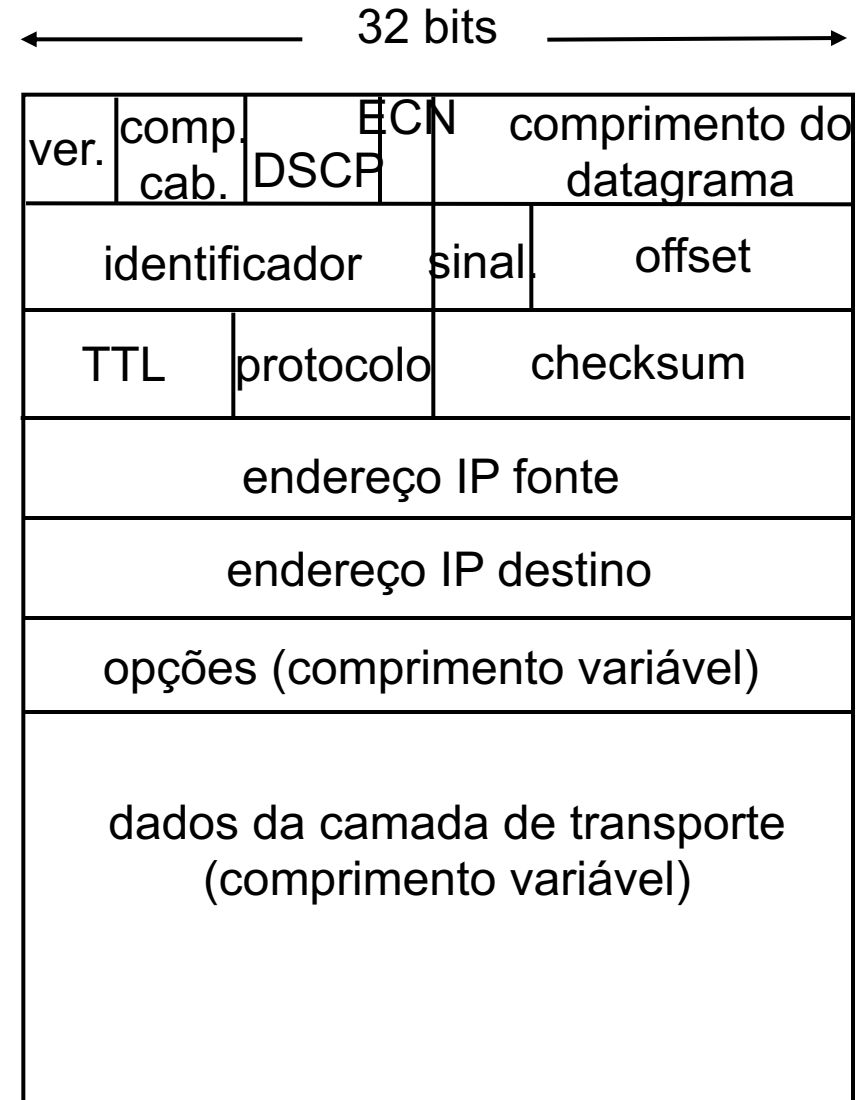 32 bits
ver. comp. cab. DSCP ECN comprimento do datagrama
identificador sinal. offset
TTL protocolo checksum
endereço IP fonte
endereço IP destino
opções (comprimento variável)
dados da camada de transporte
(comprimento variável)